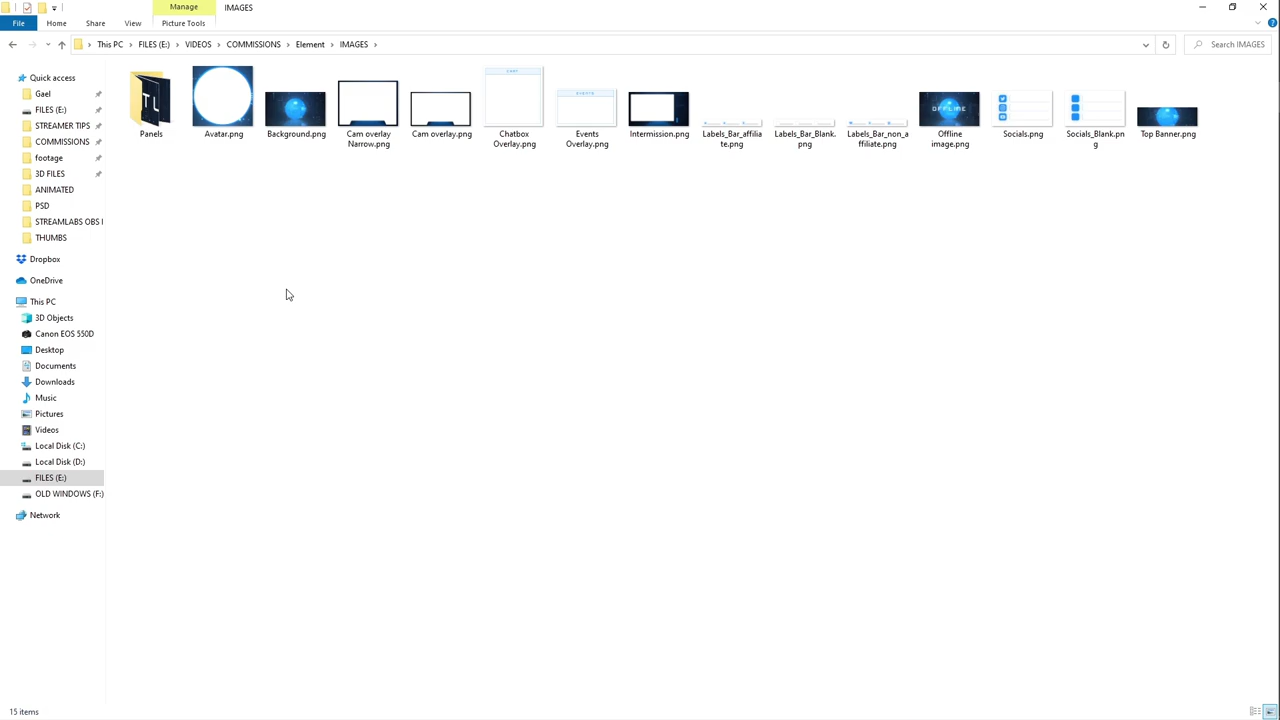 Manage
IMAGES
File
Home
Share
View
Picture Tools
This PC
FILES (E:)
VIDEOS
COMMISSIONS
Element
IMAGES
Search IMAGES
Quick access
Gael
FILES (E:)
STREAMER TIPS
COMMISSIONS
footage
3D FILES
ANIMATED
PSD
STREAMLABS OBS I
THUMBS
Dropbox
OneDrive
This PC
3D Objects
Canon EOS 550D
Desktop
Documents
Downloads
Music
Pictures
Videos
Local Disk (C:)
Local Disk (D:)
FILES (E:)
OLD WINDOWS (F:)
Network
TL
Panels
Avatar.png
Background.png
Cam overlay
Narrow.png
Cam overlay.png
CHAT
Chatbox
Overlay.png
EVENTS
Events
Overlay.png
Intermission.png
Labels_Bar_affilia
te.png
Labels_Bar_Blank.
png
Labels_Bar_non_a
ffiliate.png
OFFLINE
Offline
image.png
Socials.png
Socials_Blank.pn
g
Top Banner.png
15 items